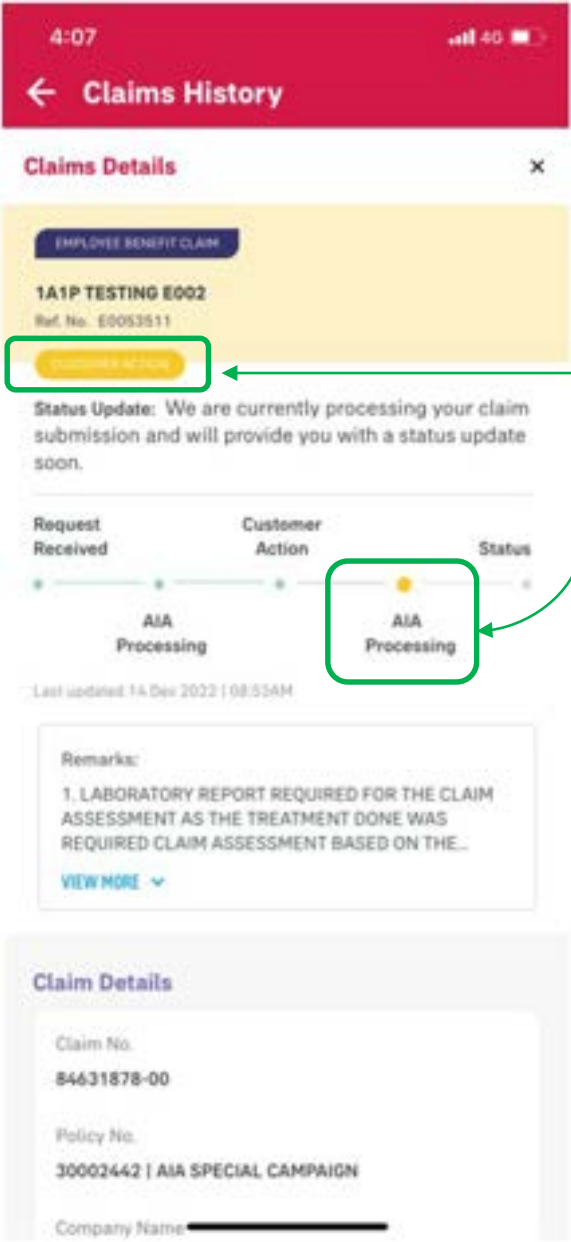 4:07
4G
Claims History
Claims Details
×
EMPLOYEE BENEFIT CLAIM
1A1P TESTING E002
Ref. No. E0053511
CUSTOMER ACTION
Status Update: We are currently processing your claim
submission and will provide you with a status update
soon.
Request
Received
Customer
Action
Status
AIA
Processing
AIA
Processing
Last updated 14 Dec 2022 | 08:53AM
Remarks:
1. LABORATORY REPORT REQUIRED FOR THE CLAIM
ASSESSMENT AS THE TREATMENT DONE WAS
REQUIRED CLAIM ASSESSMENT BASED ON THE...
VIEW MORE
Claim Details
Claim No.
84631878-00
Policy No.
30002442 | AIA SPECIAL CAMPAIGN
Company Name